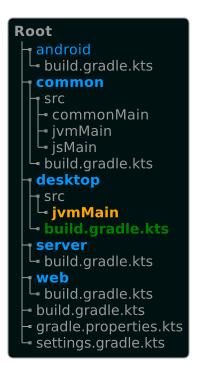 Root
android
build.gradle.kts
common
src
commonMain
jvmMain
jsMain
build.gradle.kts
desktop
src
jvmMain
build.gradle.kts
server
build.gradle.kts
web
build.gradle.kts
build.gradle.kts
gradle.properties.kts
settings.gradle.kts